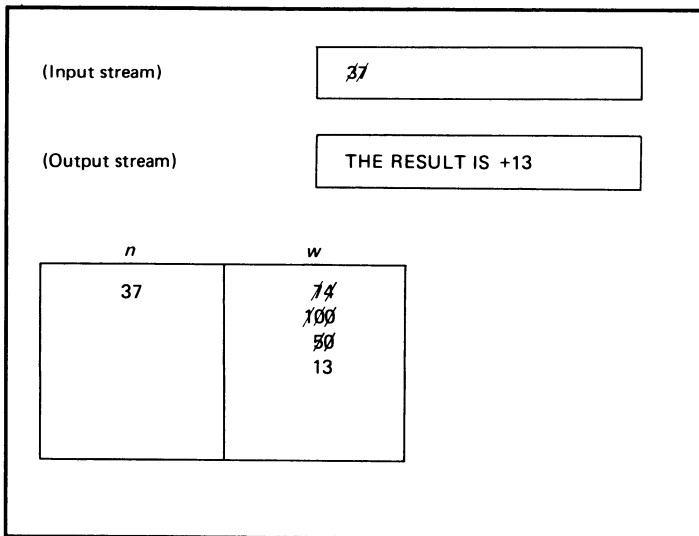 (Input stream)
37
(Output stream)
THE RESULT IS +13
n w
37 74
100
50
13